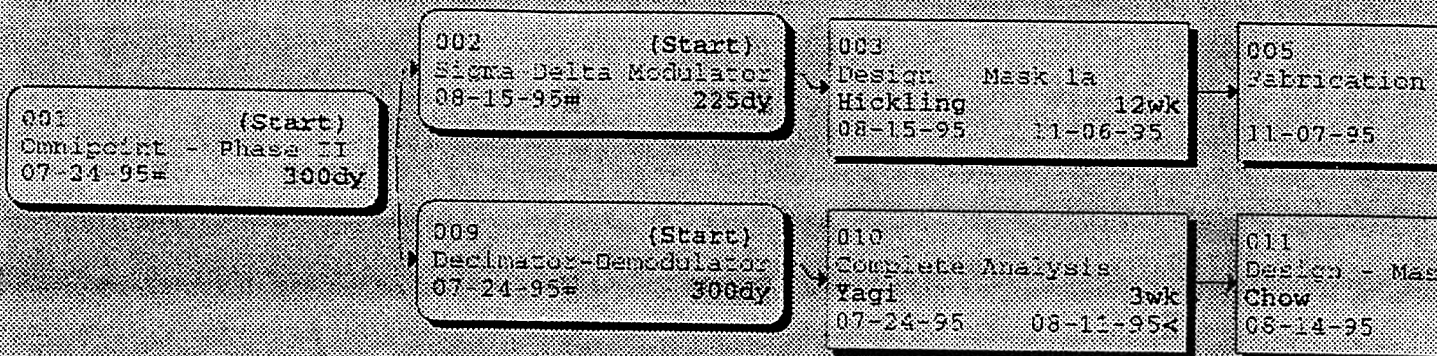 001 (Start)
Omnipoint - Phase II
07-24-95= 300dy
002 (Start)
Sigma Delta Modulator
08-15-95= 225dy
003
Design Mask 1a
Hickling 12wk
08-15-95 11-06-95
005
Fabrication
11-07-95
009 (Start)
Decimator-Demodulator
07-24-95= 300dy
010
Complete Analysis
Yagi 3wk
07-24-95 08-11-95<
011
Design - Mas
Chow
08-14-95